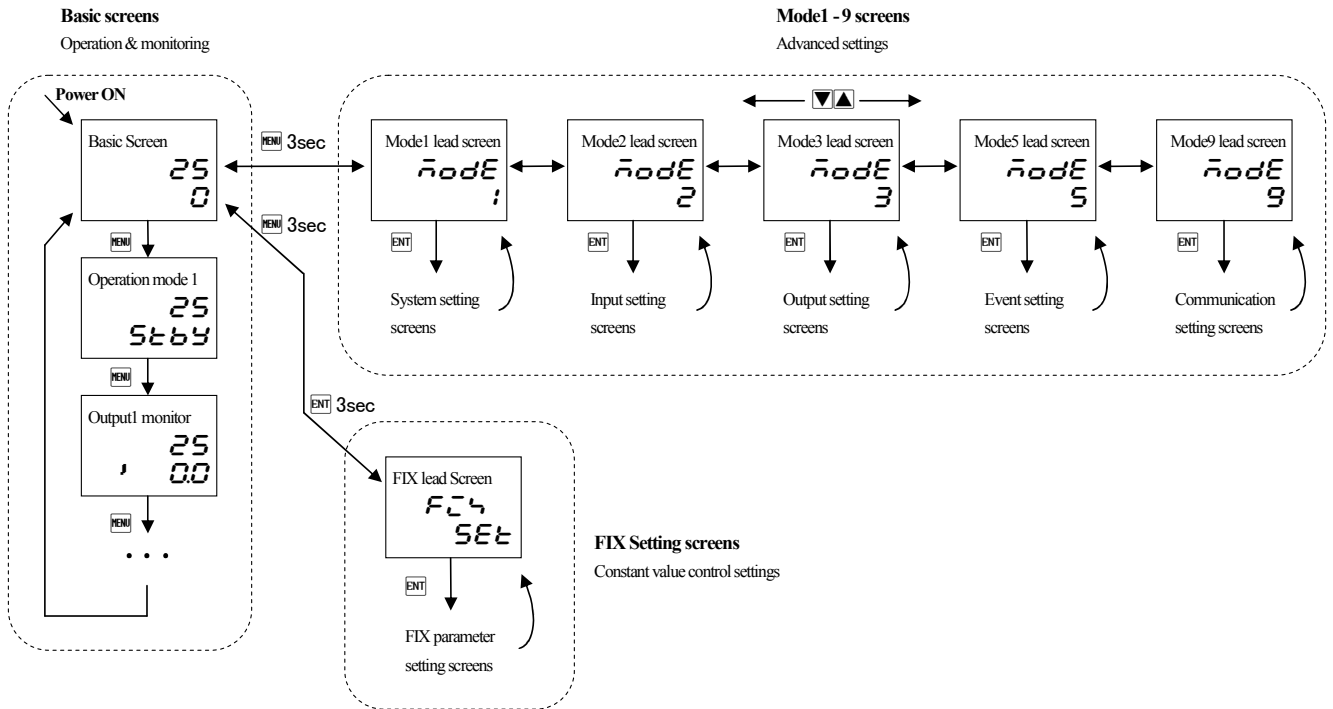 Basic screens
Operation & monitoring
Mode1 - 9 screens
Advanced settings
Power ON
▼▲
Basic Screen
25
0
MENU 3sec
Mode1 lead screen
modE
1
Mode2 lead screen
modE
2
Mode3 lead screen
modE
3
Mode5 lead screen
modE
5
Mode9 lead screen
modE
9
MENU 3sec
MENU
ENT
ENT
ENT
ENT
ENT
Operation mode 1
25
Stby
System setting
screens
Input setting
screens
Output setting
screens
Event setting
screens
Communication
setting screens
MENU
ENT 3sec
Output1 monitor
25
, 0.0
MENU
. . .
FIX lead Screen
Fix
SEt
ENT
FIX parameter
setting screens
FIX Setting screens
Constant value control settings